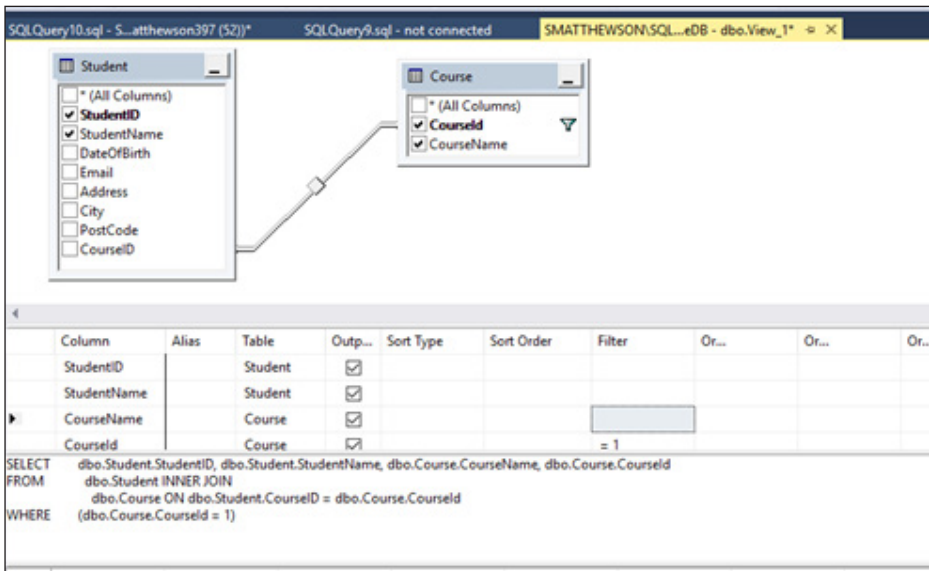 SQLQuery10.sql - S...atthewson397 (52))* SQLQuery9.sql - not connected SMATTHEWSON\SQL...eDB - dbo.View_1*
Student
* (All Columns)
StudentID
StudentName
DateOfBirth
Email
Address
City
PostCode
CourseID
Course
* (All Columns)
CourseId
CourseName
Column Alias Table Outp... Sort Type Sort Order Filter Or... Or... Or...
StudentID Student
StudentName Student
CourseName Course
CourseId Course = 1
SELECT dbo.Student.StudentID, dbo.Student.StudentName, dbo.Course.CourseName, dbo.Course.CourseId
FROM dbo.Student INNER JOIN
dbo.Course ON dbo.Student.CourseID = dbo.Course.CourseId
WHERE (dbo.Course.CourseId = 1)